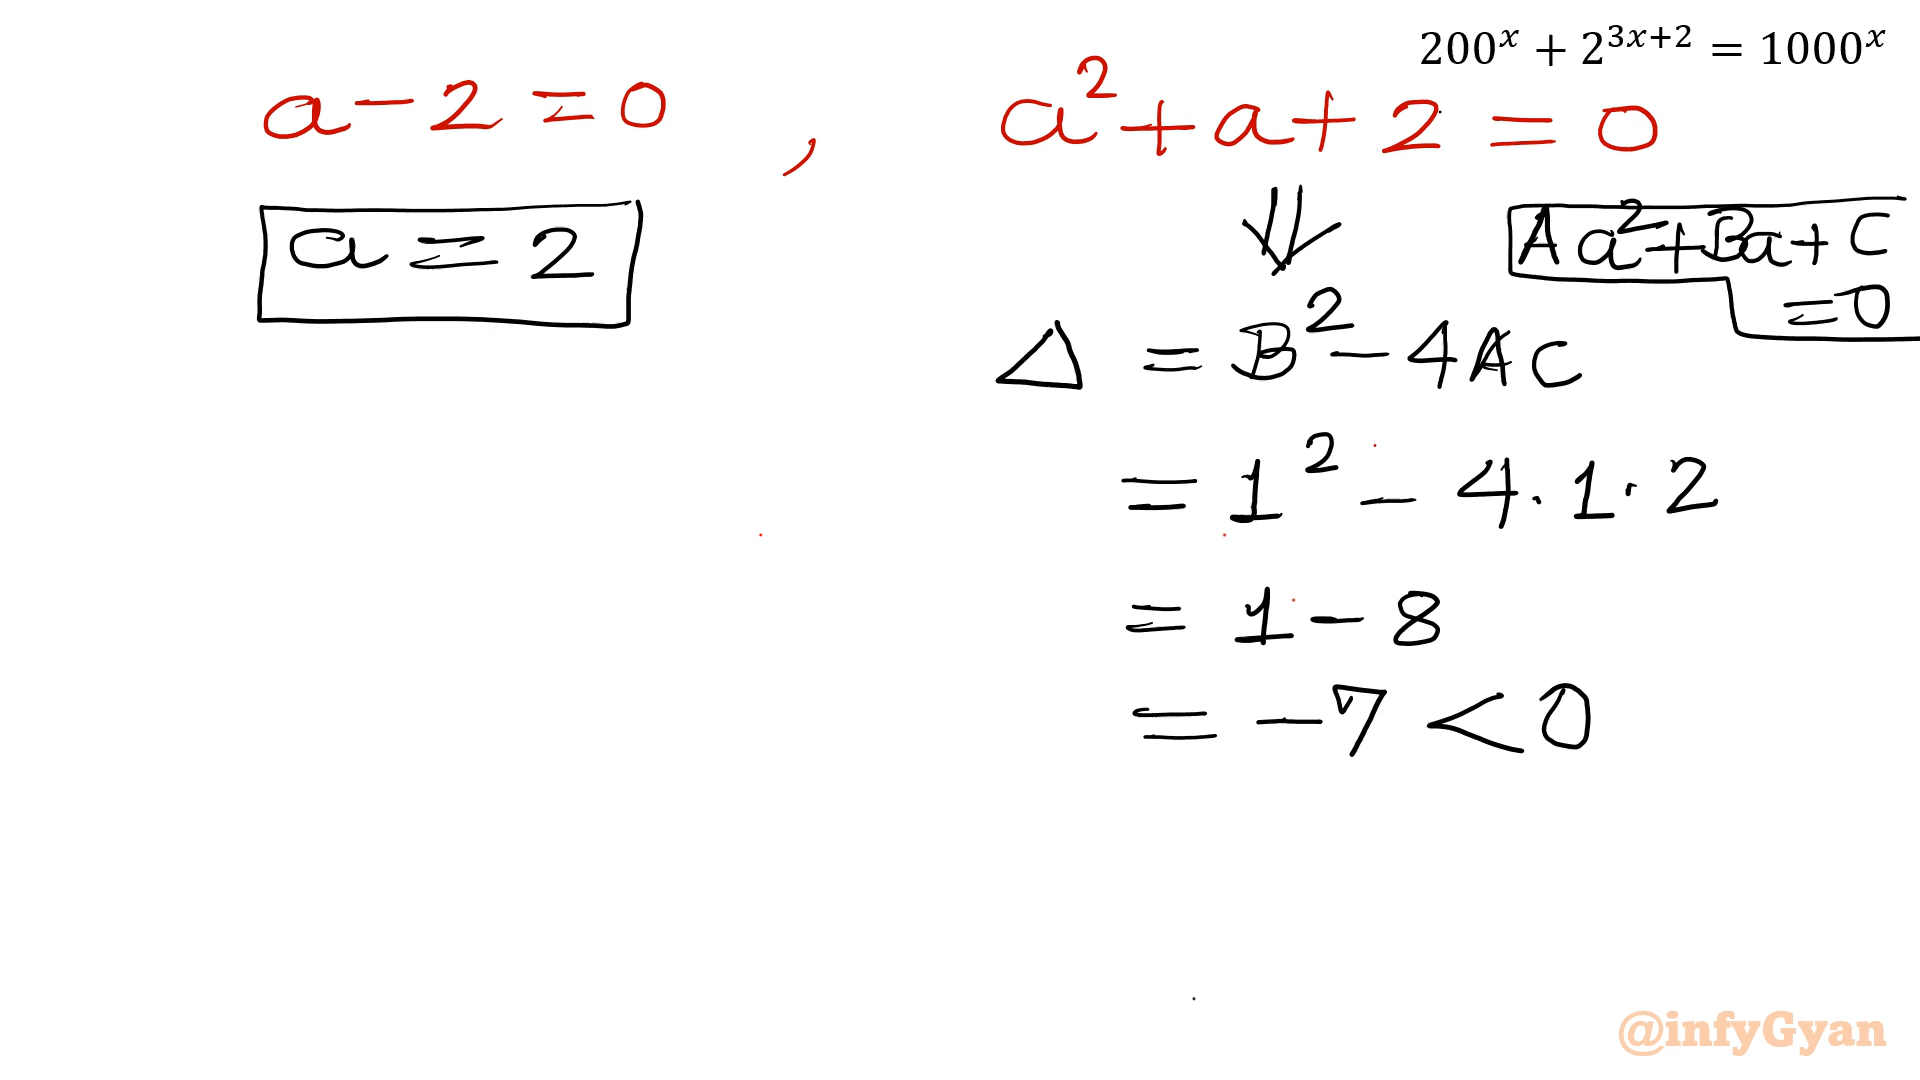 200^x + 2^{3x+2} = 1000^x
a - 2 = 0 , a² + a + 2 = 0
a = 2
Aa² + Ba + C
= 0
Δ = B² - 4AC
= 1² - 4·1·2
= 1 - 8
= -7 < 0
@infyGyan